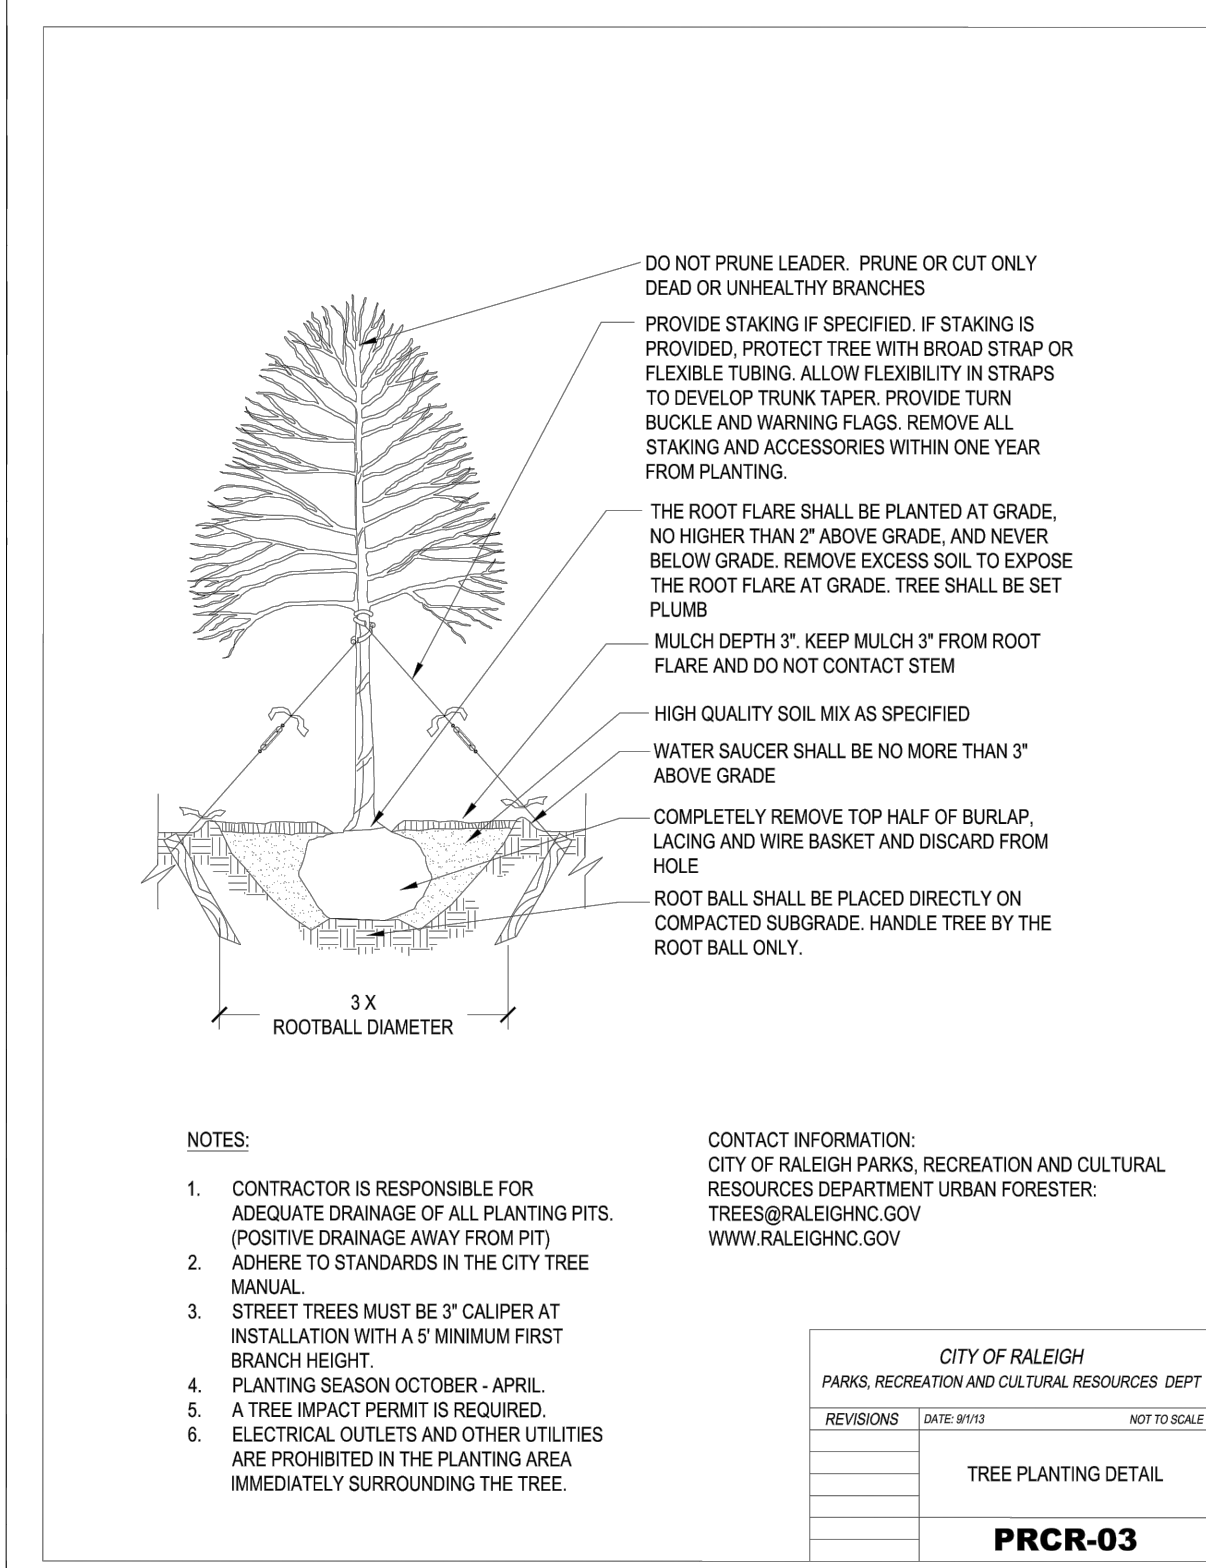 DO NOT PRUNE LEADER. PRUNE OR CUT ONLY
DEAD OR UNHEALTHY BRANCHES
PROVIDE STAKING IF SPECIFIED. IF STAKING IS
PROVIDED, PROTECT TREE WITH BROAD STRAP OR
FLEXIBLE TUBING. ALLOW FLEXIBILITY IN STRAPS
TO DEVELOP TRUNK TAPER. PROVIDE TURN
BUCKLE AND WARNING FLAGS. REMOVE ALL
STAKING AND ACCESSORIES WITHIN ONE YEAR
FROM PLANTING.
THE ROOT FLARE SHALL BE PLANTED AT GRADE,
NO HIGHER THAN 2" ABOVE GRADE, AND NEVER
BELOW GRADE. REMOVE EXCESS SOIL TO EXPOSE
THE ROOT FLARE AT GRADE. TREE SHALL BE SET
PLUMB
MULCH DEPTH 3". KEEP MULCH 3" FROM ROOT
FLARE AND DO NOT CONTACT STEM
HIGH QUALITY SOIL MIX AS SPECIFIED
WATER SAUCER SHALL BE NO MORE THAN 3"
ABOVE GRADE
COMPLETELY REMOVE TOP HALF OF BURLAP,
LACING AND WIRE BASKET AND DISCARD FROM
HOLE
ROOT BALL SHALL BE PLACED DIRECTLY ON
COMPACTED SUBGRADE. HANDLE TREE BY THE
ROOT BALL ONLY.
3 X
ROOTBALL DIAMETER
NOTES:
1. CONTRACTOR IS RESPONSIBLE FOR
ADEQUATE DRAINAGE OF ALL PLANTING PITS.
(POSITIVE DRAINAGE AWAY FROM PIT)
2. ADHERE TO STANDARDS IN THE CITY TREE
MANUAL.
3. STREET TREES MUST BE 3" CALIPER AT
INSTALLATION WITH A 5' MINIMUM FIRST
BRANCH HEIGHT.
4. PLANTING SEASON OCTOBER - APRIL.
5. A TREE IMPACT PERMIT IS REQUIRED.
6. ELECTRICAL OUTLETS AND OTHER UTILITIES
ARE PROHIBITED IN THE PLANTING AREA
IMMEDIATELY SURROUNDING THE TREE.
CONTACT INFORMATION:
CITY OF RALEIGH PARKS, RECREATION AND CULTURAL
RESOURCES DEPARTMENT URBAN FORESTER:
TREES@RALEIGHNC.GOV
WWW.RALEIGHNC.GOV
CITY OF RALEIGH
PARKS, RECREATION AND CULTURAL RESOURCES DEPT
REVISIONS DATE: 9/1/13 NOT TO SCALE
TREE PLANTING DETAIL
PRCR-03